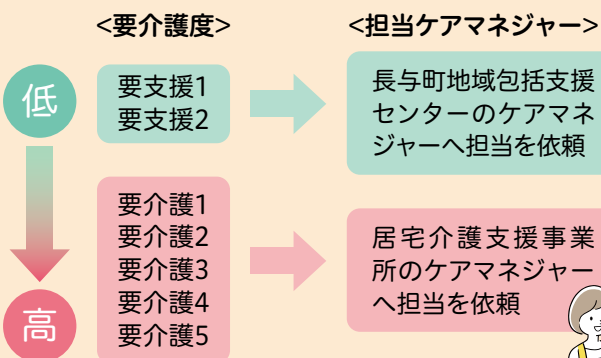 <要介護度>
<担当ケアマネジャー>
低
要支援1
要支援2
長与町地域包括支援
センターのケアマネ
ジャーへ担当を依頼
要介護1
要介護2
要介護3
要介護4
要介護5
居宅介護支援事業
所のケアマネジャー
へ担当を依頼
高